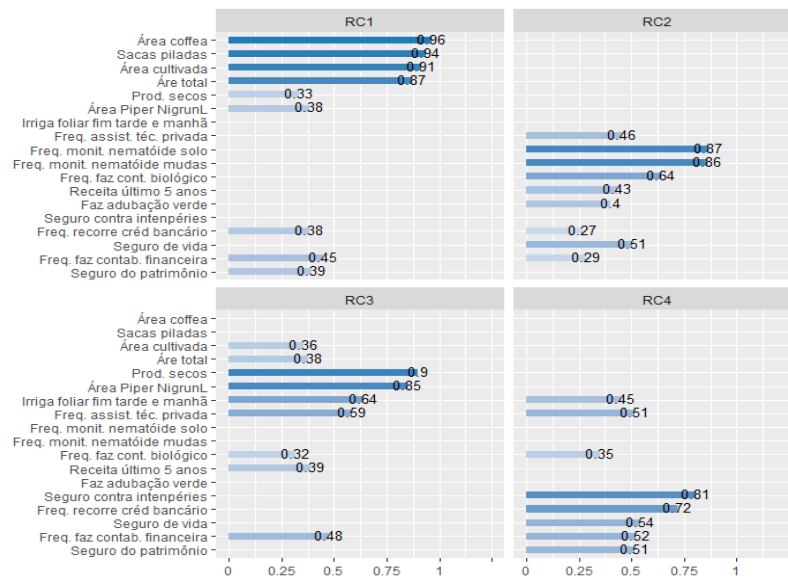 RC1
RC2
Área coffea
0.96
Sacas piladas
0.94
Área cultivada
0.91
Áre total
0.87
Prod. secos
0.33
Área Piper NigrunL
0.38
Irriga foliar fim tarde e manhã
Freq. assist. téc. privada
0.46
Freq. monit. nematóide solo
0.87
Freq. monit. nematóide mudas
0.86
Freq. faz cont. biológico
0.64
Receita último 5 anos
0.43
Faz adubação verde
0.4
Seguro contra intenpéries
Freq. recorre créd bancário
0.38
0.27
Seguro de vida
0.51
Freq. faz contab. financeira
0.45
0.29
Seguro do patrimônio
0.39
RC3
RC4
Área coffea
Sacas piladas
Área cultivada
0.36
Áre total
0.38
Prod. secos
0.9
Área Piper NigrunL
0.85
Irriga foliar fim tarde e manhã
0.64
0.45
Freq. assist. téc. privada
0.59
0.51
Freq. monit. nematóide solo
Freq. monit. nematóide mudas
Freq. faz cont. biológico
0.32
0.35
Receita último 5 anos
0.39
Faz adubação verde
Seguro contra intenpéries
0.81
Freq. recorre créd bancário
0.72
Seguro de vida
0.54
Freq. faz contab. financeira
0.48
0.52
Seguro do patrimônio
0.51
0 0.25 0.5 0.75 1
0 0.25 0.5 0.75 1